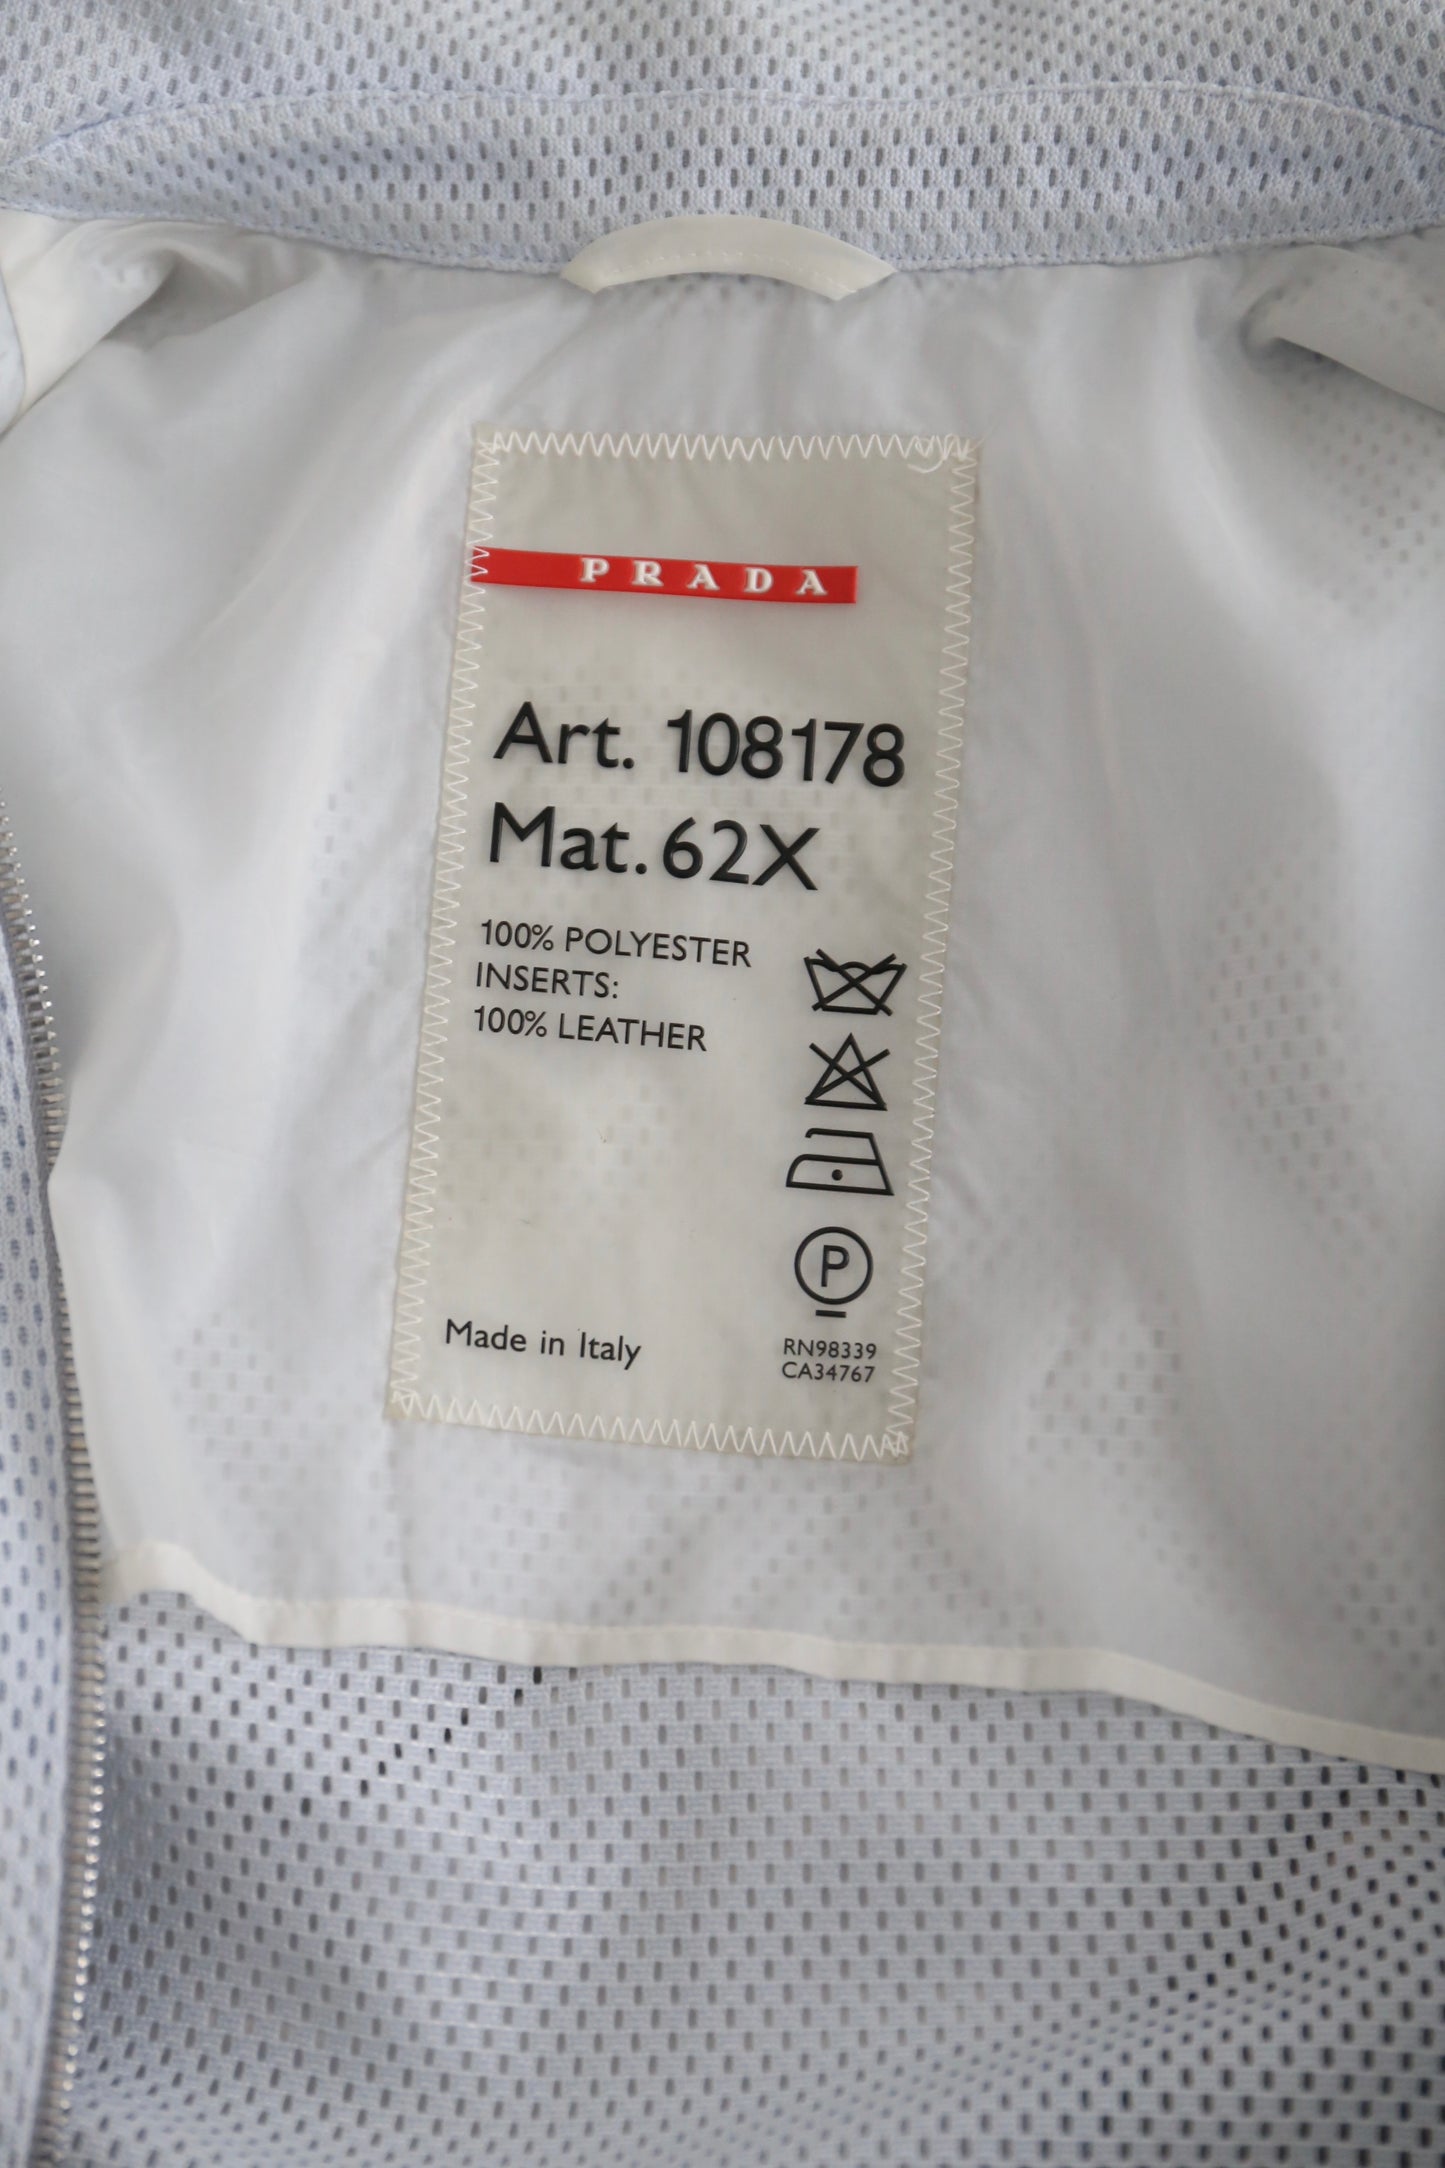 PRADA
Art. 108178
Mat. 62X
100% POLYESTER
INSERTS:
100% LEATHER
P
Made in Italy
RN98339
CA34767